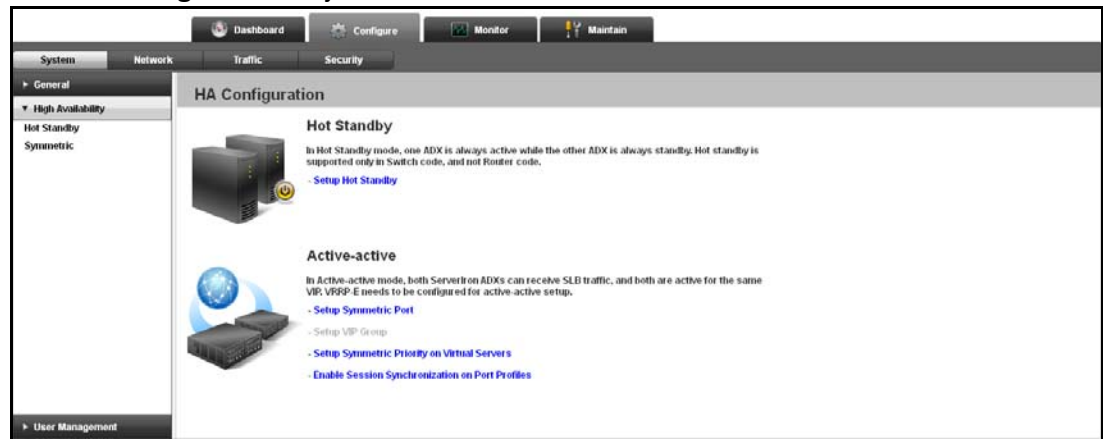 Dashboard
Configure
Monitor
Maintain
System
Network
Traffic
Security
General
High Availability
Hot Standby
Symmetric
User Management
HA Configuration
Hot Standby
In Hot Standby mode, one ADX is always active while the other ADX is always standby. Hot standby is
supported only in Switch code, and not Router code.
- Setup Hot Standby
Active-active
In Active-active mode, both ServerIron ADXs can receive SLB traffic, and both are active for the same
VIP. VRRP-E needs to be configured for active-active setup.
- Setup Symmetric Port
- Setup VIP Group
- Setup Symmetric Priority on Virtual Servers
- Enable Session Synchronization on Port Profiles